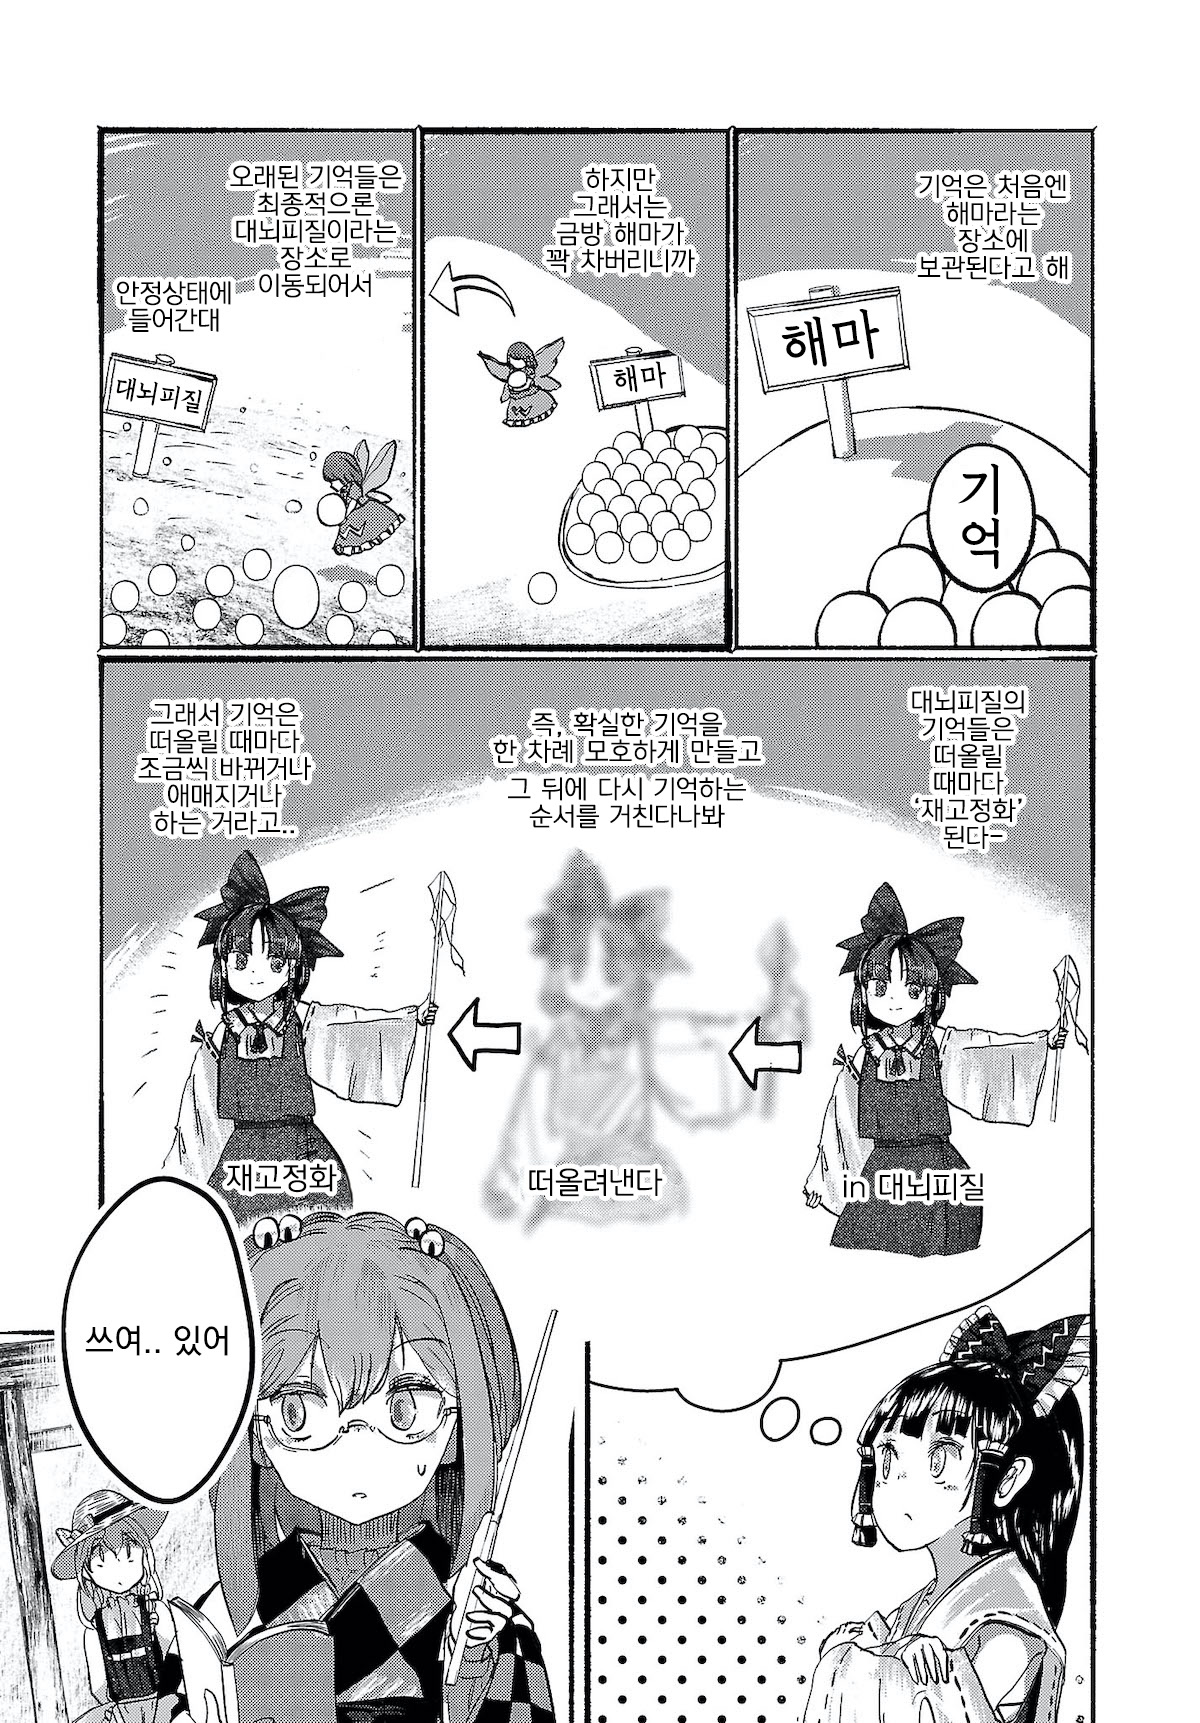 기억은 처음엔
해마라는
장소에
보관된다고 해
해마
기
억
하지만
그래서는
금방 해마가
꽉 차버리니까
해마
오래된 기억들은
최종적으론
대뇌피질이라는
장소로
이동되어서
안정상태에
들어간대
대뇌피질
대뇌피질의
기억들은
떠올릴
때마다
‘재고정화’
된다-
즉, 확실한 기억을
한 차례 모호하게 만들고
그 뒤에 다시 기억하는
순서를 거친다나봐
그래서 기억은
떠올릴 때마다
조금씩 바뀌거나
애매지거나
하는 거라고..
in 대뇌피질
떠올려낸다
재고정화
쓰여.. 있어